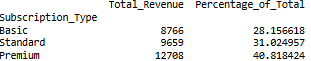 Total_Revenue Percentage_of_Total
Subscription_Type
Basic 8766 28.156618
Standard 9659 31.024957
Premium 12708 40.818424